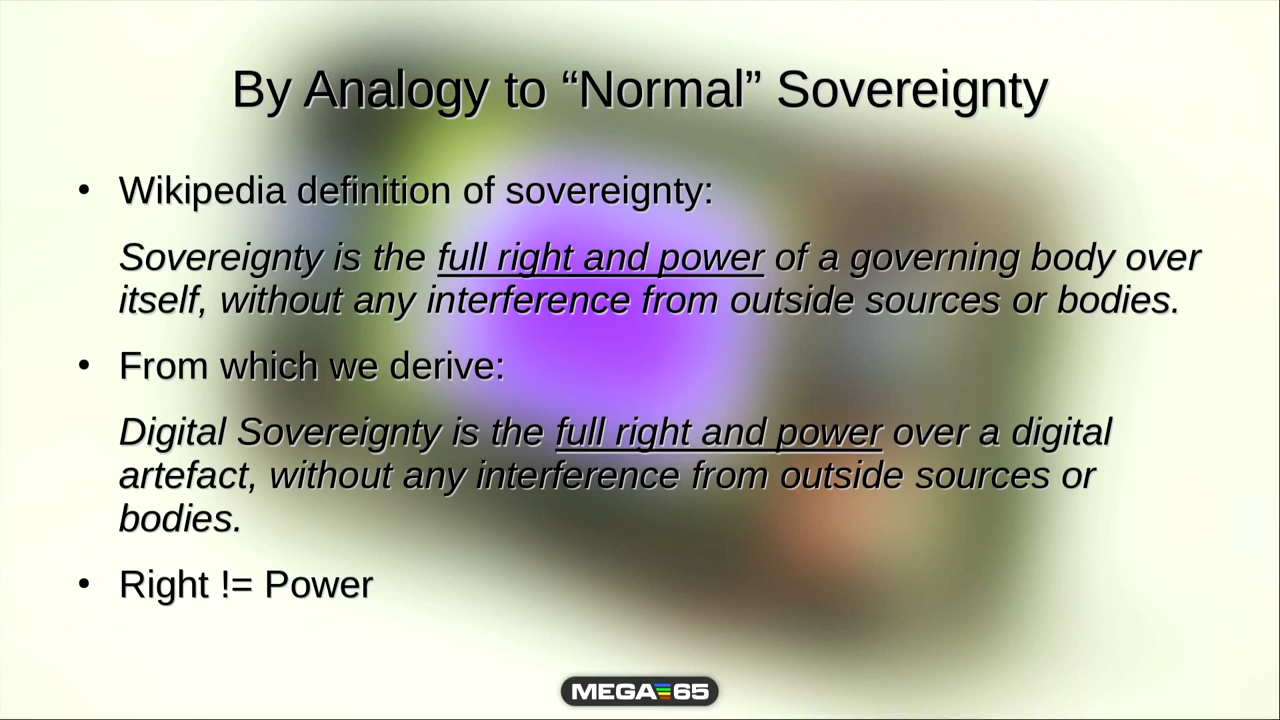 By Analogy to “Normal” Sovereignty
• Wikipedia definition of sovereignty:
Sovereignty is the full right and power of a governing body over
itself, without any interference from outside sources or bodies.
• From which we derive:
Digital Sovereignty is the full right and power over a digital
artefact, without any interference from outside sources or
bodies.
• Right != Power
MEGA 65